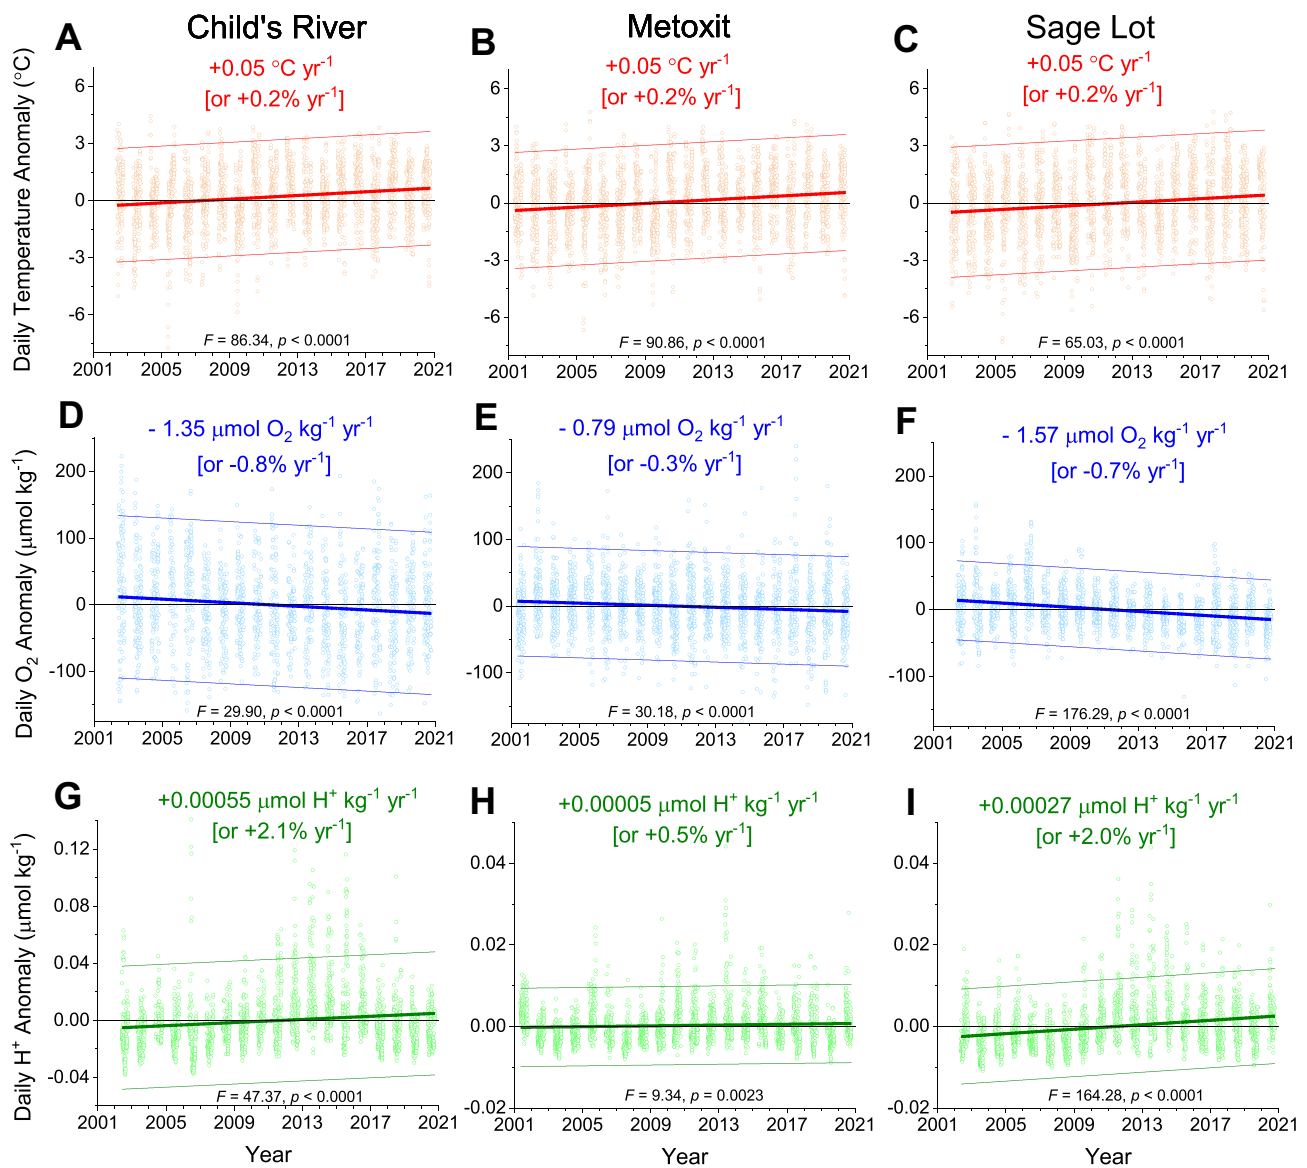 Child's River
Metoxit
Sage Lot
A
+0.05 °C yr⁻¹
[or +0.2% yr⁻¹]
B
+0.05 °C yr⁻¹
[or +0.2% yr⁻¹]
C
+0.05 °C yr⁻¹
[or +0.2% yr⁻¹]
Daily Temperature Anomaly (°C)
6
3
0
-3
-6
F = 86.34, p < 0.0001
2001 2005 2009 2013 2017 2021
6
3
0
-3
-6
F = 90.86, p < 0.0001
2001 2005 2009 2013 2017 2021
6
3
0
-3
-6
F = 65.03, p < 0.0001
2001 2005 2009 2013 2017 2021
D
- 1.35 μmol O₂ kg⁻¹ yr⁻¹
[or -0.8% yr⁻¹]
E
- 0.79 μmol O₂ kg⁻¹ yr⁻¹
[or -0.3% yr⁻¹]
F
- 1.57 μmol O₂ kg⁻¹ yr⁻¹
[or -0.7% yr⁻¹]
Daily O₂ Anomaly (μmol kg⁻¹)
200
100
0
-100
F = 29.90, p < 0.0001
2001 2005 2009 2013 2017 2021
200
100
0
-100
F = 30.18, p < 0.0001
2001 2005 2009 2013 2017 2021
200
100
0
-100
F = 176.29, p < 0.0001
2001 2005 2009 2013 2017 2021
G
+0.00055 μmol H⁺ kg⁻¹ yr⁻¹
[or +2.1% yr⁻¹]
H
+0.00005 μmol H⁺ kg⁻¹ yr⁻¹
[or +0.5% yr⁻¹]
I
+0.00027 μmol H⁺ kg⁻¹ yr⁻¹
[or +2.0% yr⁻¹]
Daily H⁺ Anomaly (μmol kg⁻¹)
0.12
0.08
0.04
0.00
-0.04
F = 47.37, p < 0.0001
2001 2005 2009 2013 2017 2021
Year
0.04
0.02
0.00
-0.02
F = 9.34, p = 0.0023
2001 2005 2009 2013 2017 2021
Year
0.04
0.02
0.00
-0.02
F = 164.28, p < 0.0001
2001 2005 2009 2013 2017 2021
Year